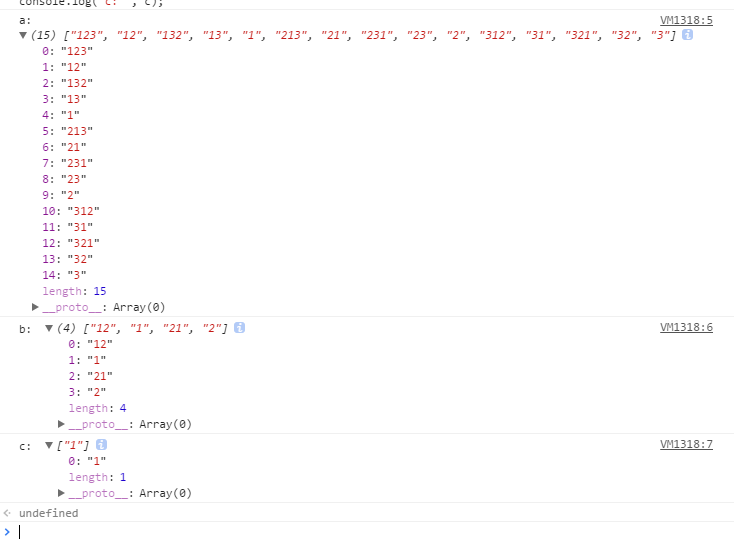 console.log("c: ", c);
a: VM1318:5
(15) ["123", "12", "132", "13", "1", "213", "21", "231", "23", "2", "312", "31", "321", "32", "3"] i
0: "123"
1: "12"
2: "132"
3: "13"
4: "1"
5: "213"
6: "21"
7: "231"
8: "23"
9: "2"
10: "312"
11: "31"
12: "321"
13: "32"
14: "3"
length: 15
__proto__: Array(0)
b: (4) ["12", "1", "21", "2"] i VM1318:6
0: "12"
1: "1"
2: "21"
3: "2"
length: 4
__proto__: Array(0)
c: ["1"] i VM1318:7
0: "1"
length: 1
__proto__: Array(0)
undefined